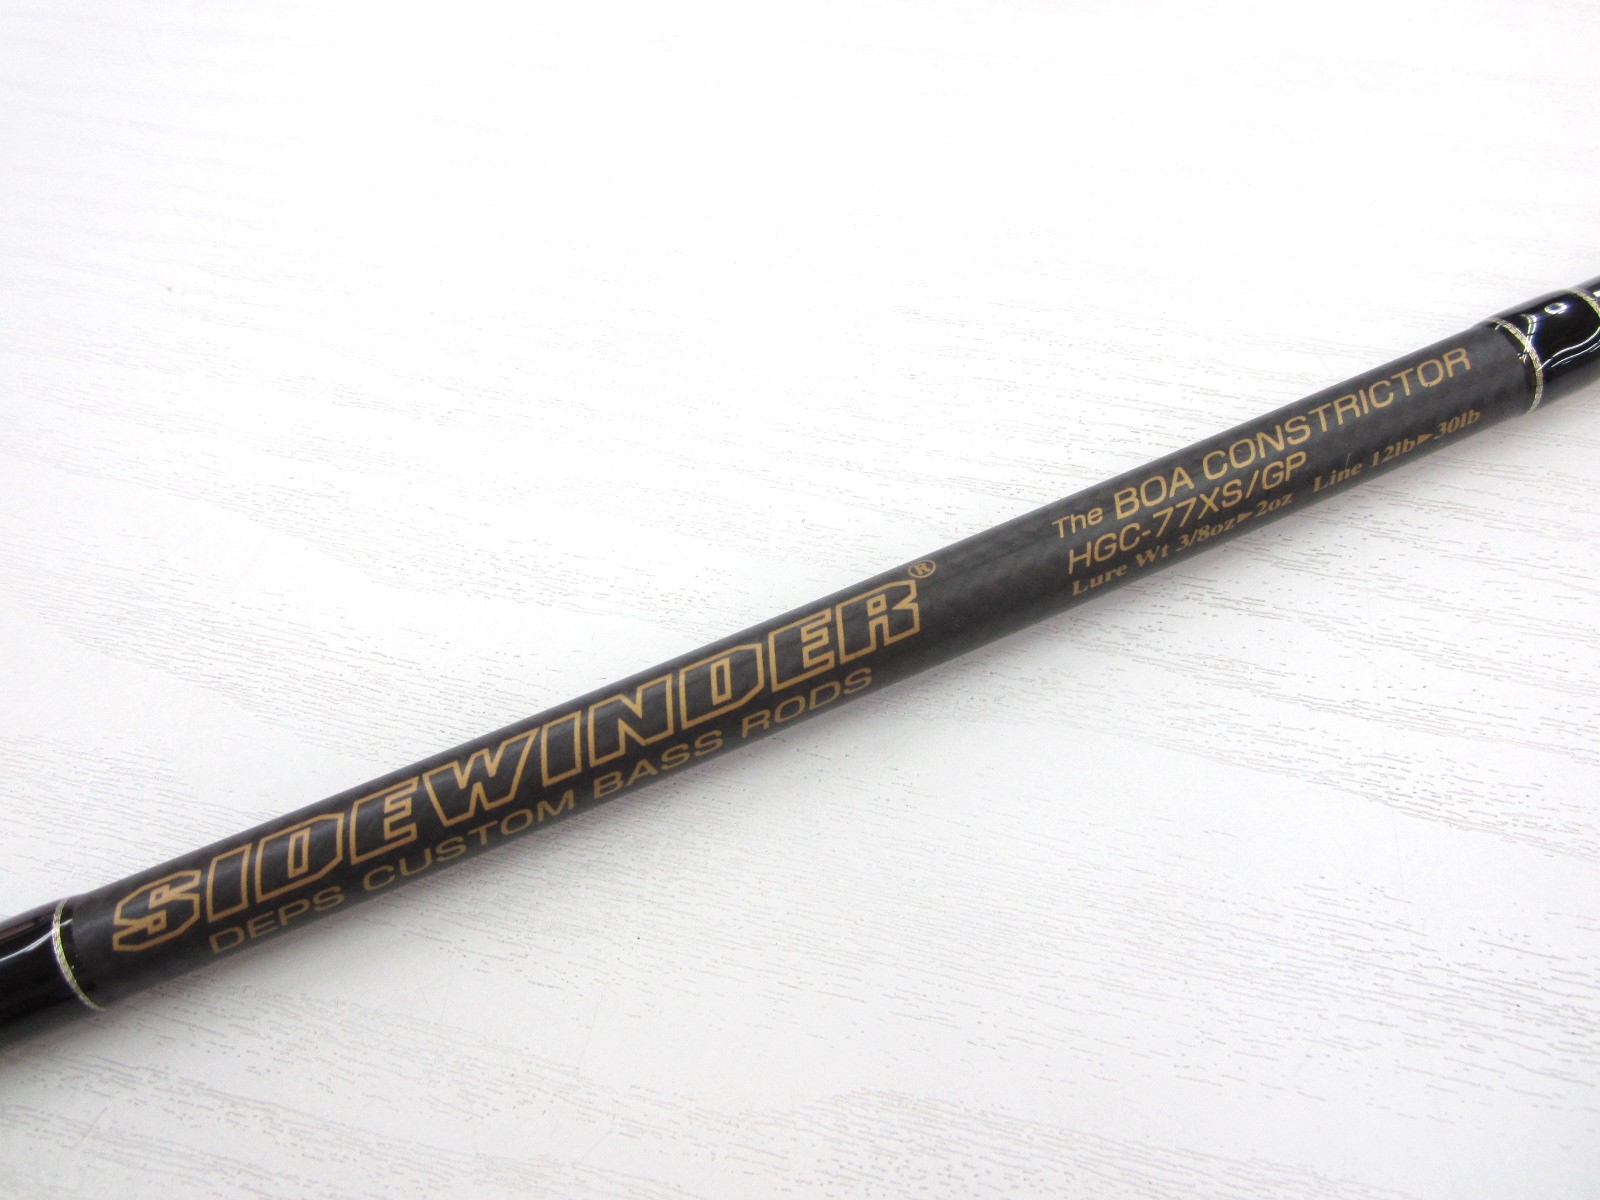 SIDEWINDER®
DEPS CUSTOM BASS RODS
The BOA CONSTRICTOR
HGC-77XS/GP
Lure Wt 3/8oz▶2oz Line 12lb▶30lb